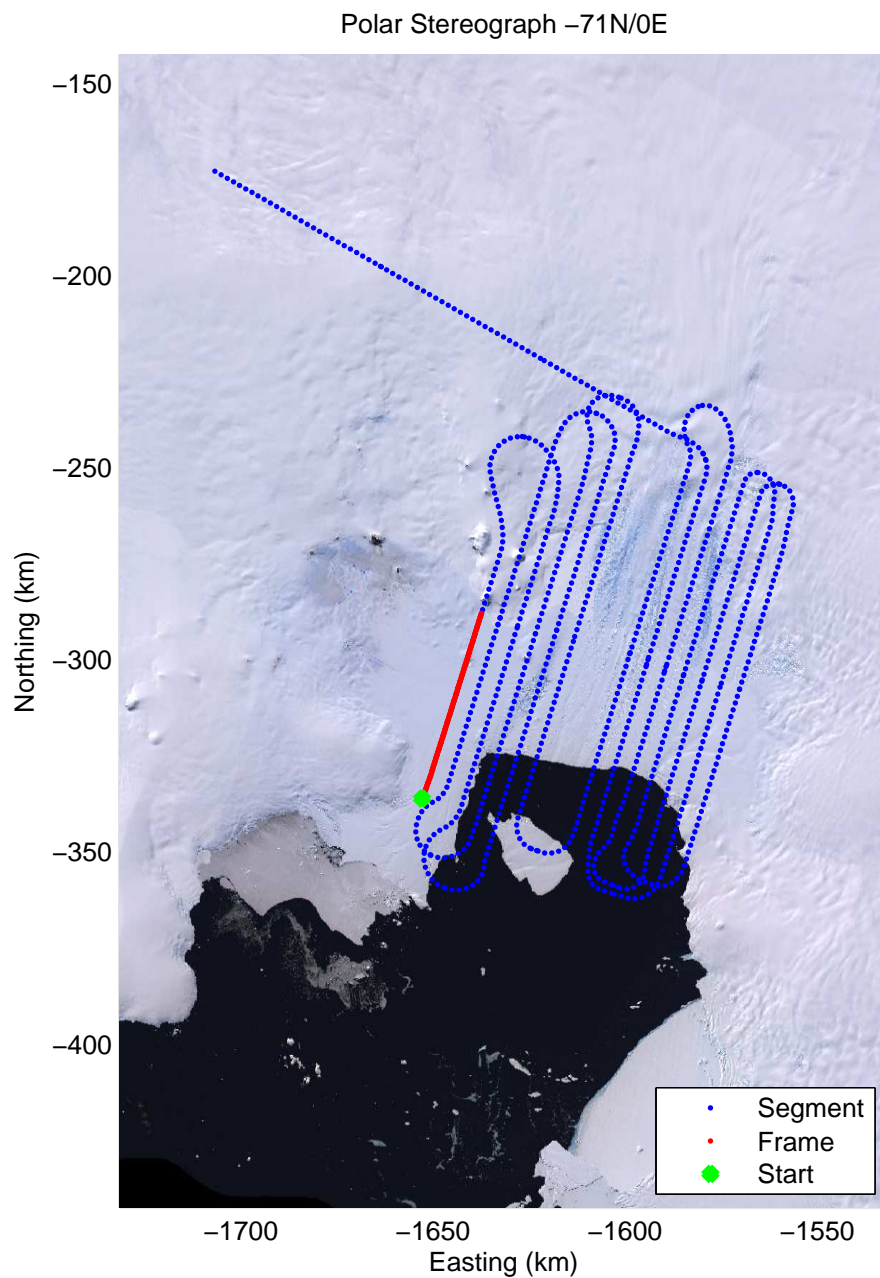 Polar Stereograph −71N/0E
−150
−200
−250
−300
−350
−400
Northing (km)
−1700
−1650
−1600
−1550
Easting (km)
Segment
Frame
Start